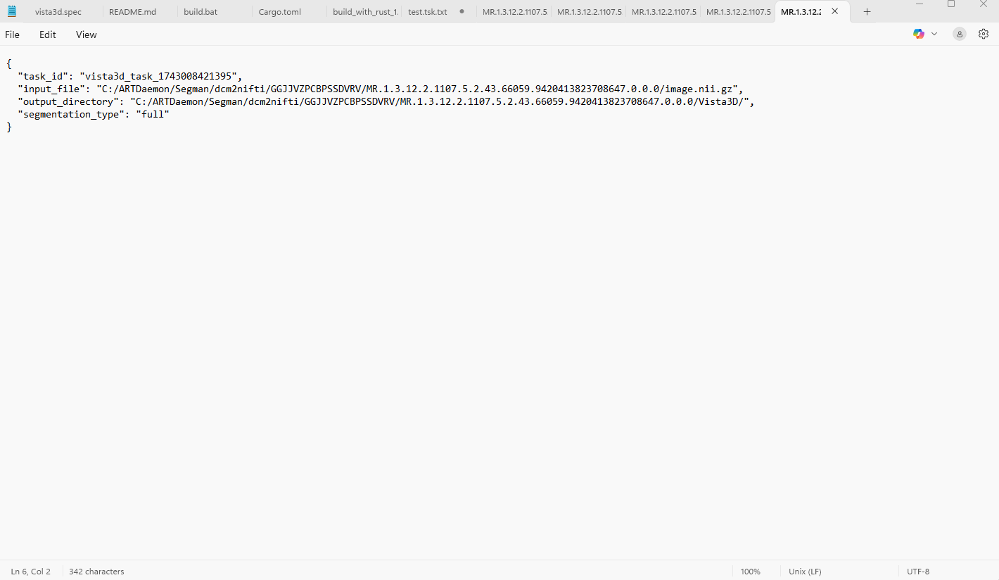 vista3d.spec README.md build.bat Cargo.toml build_with_rust_1. test.tsk.txt MR.1.3.12.2.1107.5 MR.1.3.12.2.1107.5 MR.1.3.12.2.1107.5 MR.1.3.12.2.1107.5 MR.1.3.12.2
File Edit View
{
"task_id": "vista3d_task_1743008421395",
"input_file": "C:/ARTDaemon/Segman/dcm2nifti/GGJJVZPCBPSSDVRV/MR.1.3.12.2.1107.5.2.43.66059.9420413823708647.0.0.0/image.nii.gz",
"output_directory": "C:/ARTDaemon/Segman/dcm2nifti/GGJJVZPCBPSSDVRV/MR.1.3.12.2.1107.5.2.43.66059.9420413823708647.0.0.0/Vista3D/",
"segmentation_type": "full"
}
Ln 6, Col 2 342 characters 100% Unix (LF) UTF-8